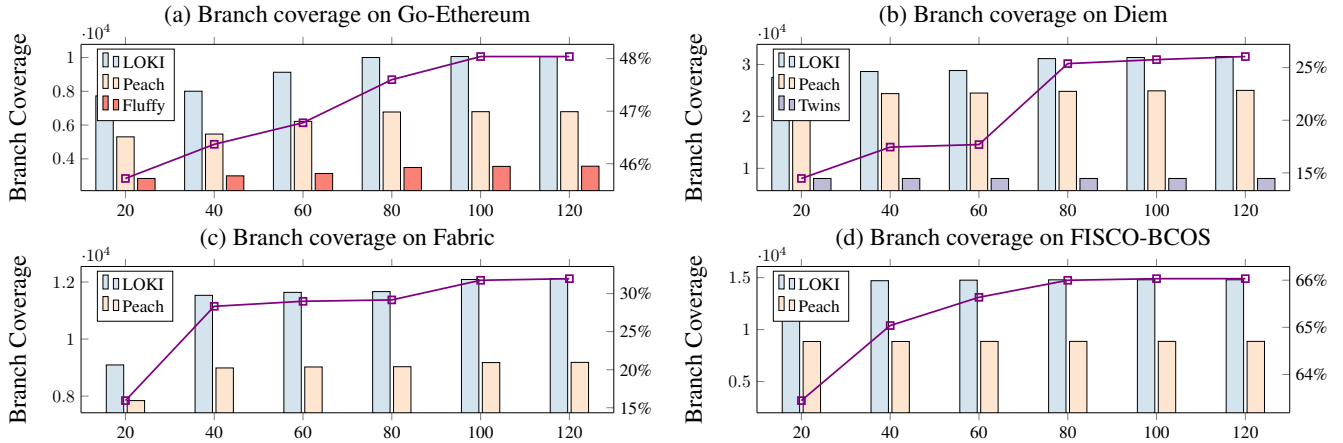 (a) Branch coverage on Go-Ethereum
·10⁴
Branch Coverage
1
0.8
0.6
0.4
LOKI
Peach
Fluffy
48%
47%
46%
20 40 60 80 100 120
(b) Branch coverage on Diem
·10⁴
Branch Coverage
3
2
1
LOKI
Peach
Twins
25%
20%
15%
20 40 60 80 100 120
(c) Branch coverage on Fabric
·10⁴
Branch Coverage
1.2
1
0.8
LOKI
Peach
30%
25%
20%
15%
20 40 60 80 100 120
(d) Branch coverage on FISCO-BCOS
·10⁴
Branch Coverage
1.5
1
0.5
LOKI
Peach
66%
65%
64%
20 40 60 80 100 120